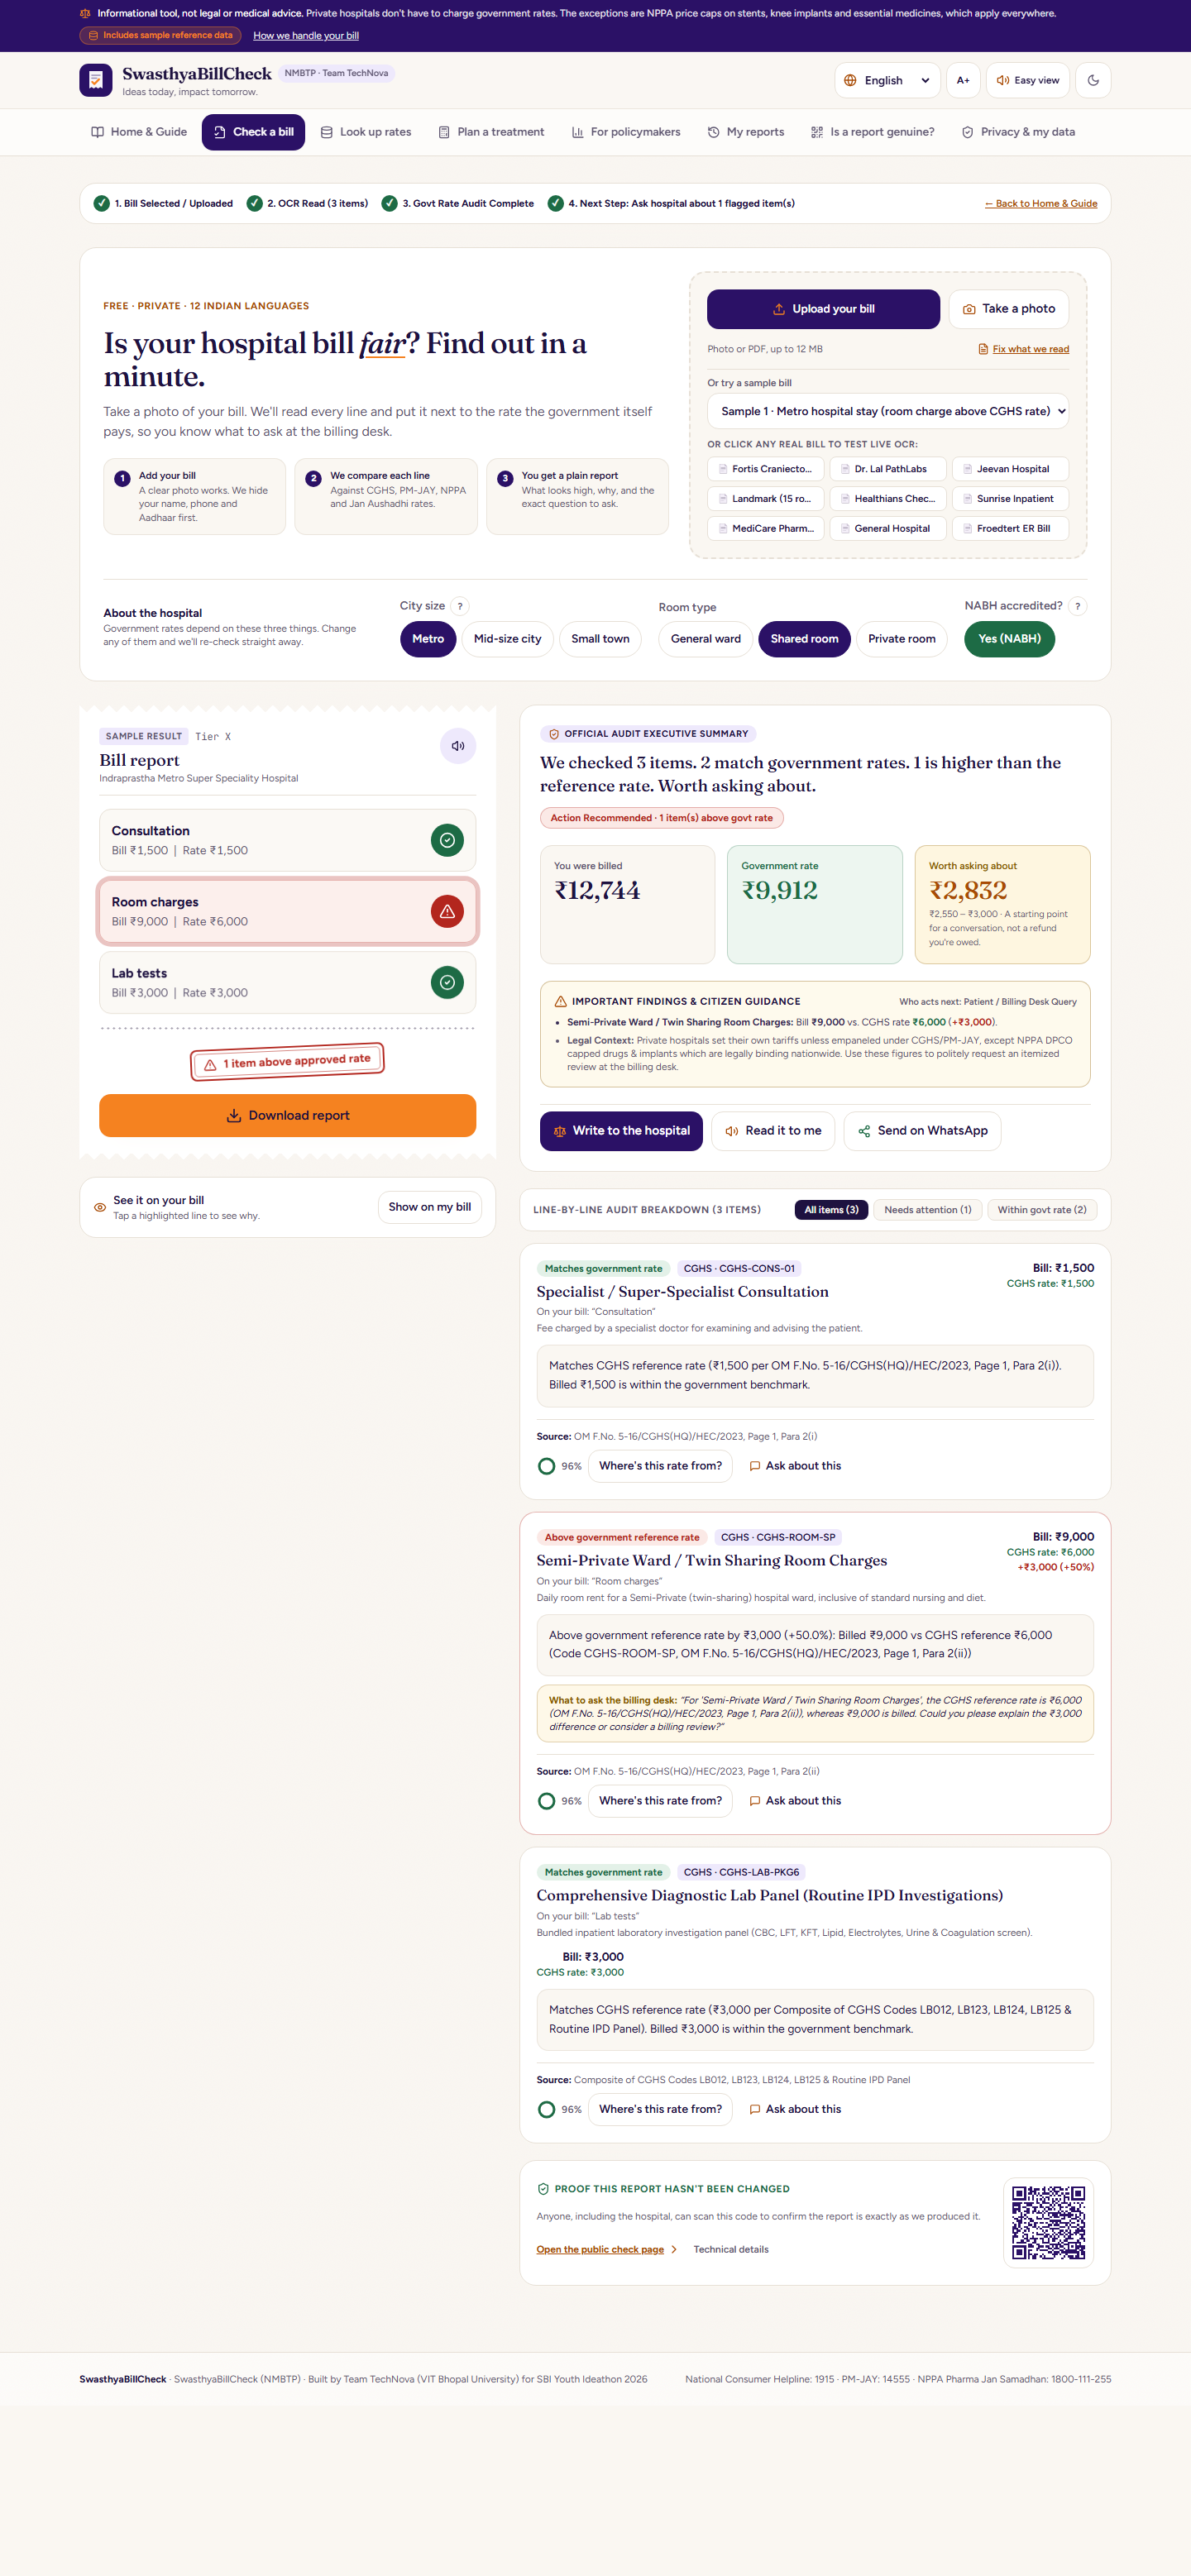 Informational tool, not legal or medical advice. Private hospitals don't have to charge government rates. The exceptions are NPPA price caps on stents, knee implants and essential medicines, which apply everywhere.
Includes sample reference data
How we handle your bill
SwasthyaBillCheck
NMBTP · Team TechNova
Ideas today, impact tomorrow.
English
A+
Easy view
Home & Guide
Check a bill
Look up rates
Plan a treatment
For policymakers
My reports
Is a report genuine?
Privacy & my data
1. Bill Selected / Uploaded
2. OCR Read (3 items)
3. Govt Rate Audit Complete
4. Next Step: Ask hospital about 1 flagged item(s)
← Back to Home & Guide
FREE · PRIVATE · 12 INDIAN LANGUAGES
Is your hospital bill fair? Find out in a
minute.
Take a photo of your bill. We'll read every line and put it next to the rate the government itself
pays, so you know what to ask at the billing desk.
1
Add your bill
A clear photo works. We hide
your name, phone and
Aadhaar first.
2
We compare each line
Against CGHS, PM-JAY, NPPA
and Jan Aushadhi rates.
3
You get a plain report
What looks high, why, and the
exact question to ask.
Upload your bill
Take a photo
Photo or PDF, up to 12 MB
Fix what we read
Or try a sample bill
Sample 1 · Metro hospital stay (room charge above CGHS rate)
OR CLICK ANY REAL BILL TO TEST LIVE OCR:
Fortis Craniecto...
Dr. Lal PathLabs
Jeevan Hospital
Landmark (15 ro...
Healthians Chec...
Sunrise Inpatient
MediCare Pharm...
General Hospital
Froedtert ER Bill
About the hospital
Government rates depend on these three things. Change
any of them and we'll re-check straight away.
City size
?
Metro
Mid-size city
Small town
Room type
General ward
Shared room
Private room
NABH accredited?
?
Yes (NABH)
SAMPLE RESULT
Tier X
Bill report
Indraprastha Metro Super Speciality Hospital
Consultation
Bill ₹1,500 | Rate ₹1,500
Room charges
Bill ₹9,000 | Rate ₹6,000
Lab tests
Bill ₹3,000 | Rate ₹3,000
1 item above approved rate
Download report
See it on your bill
Tap a highlighted line to see why.
Show on my bill
OFFICIAL AUDIT EXECUTIVE SUMMARY
We checked 3 items. 2 match government rates. 1 is higher than the
reference rate. Worth asking about.
Action Recommended · 1 item(s) above govt rate
You were billed
₹12,744
Government rate
₹9,912
Worth asking about
₹2,832
₹2,550 – ₹3,000 · A starting point
for a conversation, not a refund
you're owed.
IMPORTANT FINDINGS & CITIZEN GUIDANCE
Who acts next: Patient / Billing Desk Query
• Semi-Private Ward / Twin Sharing Room Charges: Bill ₹9,000 vs. CGHS rate ₹6,000 (+₹3,000).
• Legal Context: Private hospitals set their own tariffs unless empaneled under CGHS/PM-JAY, except NPPA DPCO
capped drugs & implants which are legally binding nationwide. Use these figures to politely request an itemized
review at the billing desk.
Write to the hospital
Read it to me
Send on WhatsApp
LINE-BY-LINE AUDIT BREAKDOWN (3 ITEMS)
All items (3)
Needs attention (1)
Within govt rate (2)
Matches government rate
CGHS · CGHS-CONS-01
Bill: ₹1,500
CGHS rate: ₹1,500
Specialist / Super-Specialist Consultation
On your bill: "Consultation"
Fee charged by a specialist doctor for examining and advising the patient.
Matches CGHS reference rate (₹1,500 per OM F.No. 5-16/CGHS(HQ)/HEC/2023, Page 1, Para 2(i)).
Billed ₹1,500 is within the government benchmark.
Source: OM F.No. 5-16/CGHS(HQ)/HEC/2023, Page 1, Para 2(i)
96%
Where's this rate from?
Ask about this
Above government reference rate
CGHS · CGHS-ROOM-SP
Bill: ₹9,000
CGHS rate: ₹6,000
+₹3,000 (+50%)
Semi-Private Ward / Twin Sharing Room Charges
On your bill: "Room charges"
Daily room rent for a Semi-Private (twin-sharing) hospital ward, inclusive of standard nursing and diet.
Above government reference rate by ₹3,000 (+50.0%): Billed ₹9,000 vs CGHS reference ₹6,000
(Code CGHS-ROOM-SP, OM F.No. 5-16/CGHS(HQ)/HEC/2023, Page 1, Para 2(ii))
What to ask the billing desk: "For 'Semi-Private Ward / Twin Sharing Room Charges', the CGHS reference rate is ₹6,000
(OM F.No. 5-16/CGHS(HQ)/HEC/2023, Page 1, Para 2(ii)), whereas ₹9,000 is billed. Could you please explain the ₹3,000
difference or consider a billing review?"
Source: OM F.No. 5-16/CGHS(HQ)/HEC/2023, Page 1, Para 2(ii)
96%
Where's this rate from?
Ask about this
Matches government rate
CGHS · CGHS-LAB-PKG6
Comprehensive Diagnostic Lab Panel (Routine IPD Investigations)
On your bill: "Lab tests"
Bundled inpatient laboratory investigation panel (CBC, LFT, KFT, Lipid, Electrolytes, Urine & Coagulation screen).
Bill: ₹3,000
CGHS rate: ₹3,000
Matches CGHS reference rate (₹3,000 per Composite of CGHS Codes LB012, LB123, LB124, LB125 &
Routine IPD Panel). Billed ₹3,000 is within the government benchmark.
Source: Composite of CGHS Codes LB012, LB123, LB124, LB125 & Routine IPD Panel
96%
Where's this rate from?
Ask about this
PROOF THIS REPORT HASN'T BEEN CHANGED
Anyone, including the hospital, can scan this code to confirm the report is exactly as we produced it.
Open the public check page
Technical details
SwasthyaBillCheck · SwasthyaBillCheck (NMBTP) · Built by Team TechNova (VIT Bhopal University) for SBI Youth Ideathon 2026
National Consumer Helpline: 1915 · PM-JAY: 14555 · NPPA Pharma Jan Samadhan: 1800-111-255